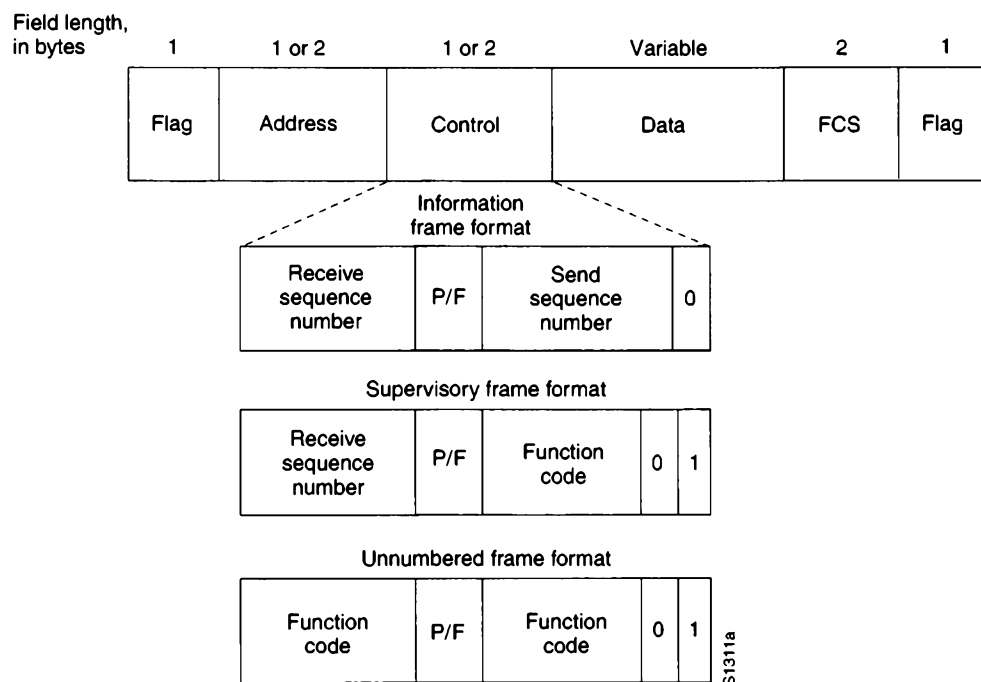 Field length,
in bytes 1 1 or 2 1 or 2 Variable 2 1
Flag Address Control Data FCS Flag
Information
frame format
Receive
sequence
number
P/F
Send
sequence
number
0
Supervisory frame format
Receive
sequence
number
P/F
Function
code
0
1
Unnumbered frame format
Function
code
P/F
Function
code
0
1
S1311a